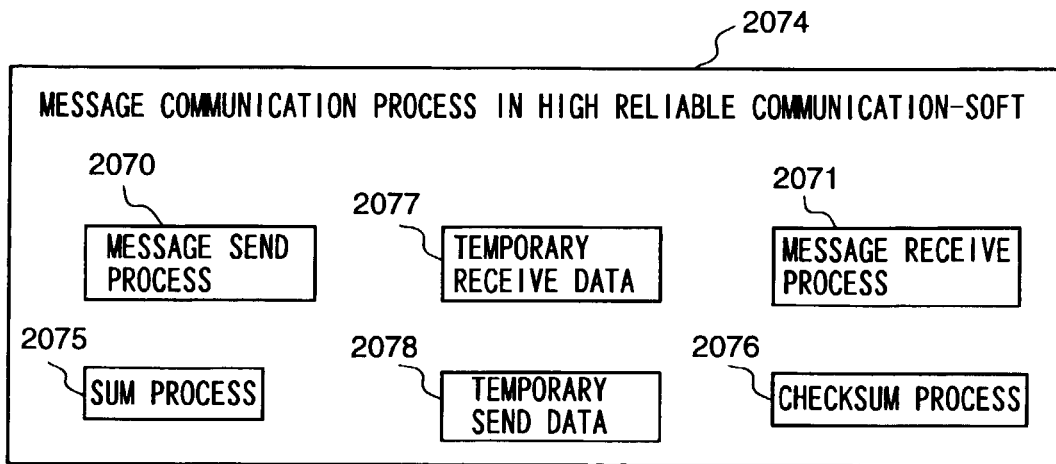 2074
MESSAGE COMMUNICATION PROCESS IN HIGH RELIABLE COMMUNICATION-SOFT
2070
MESSAGE SEND
PROCESS
2077
TEMPORARY
RECEIVE DATA
2071
MESSAGE RECEIVE
PROCESS
2075
SUM PROCESS
2078
TEMPORARY
SEND DATA
2076
CHECKSUM PROCESS